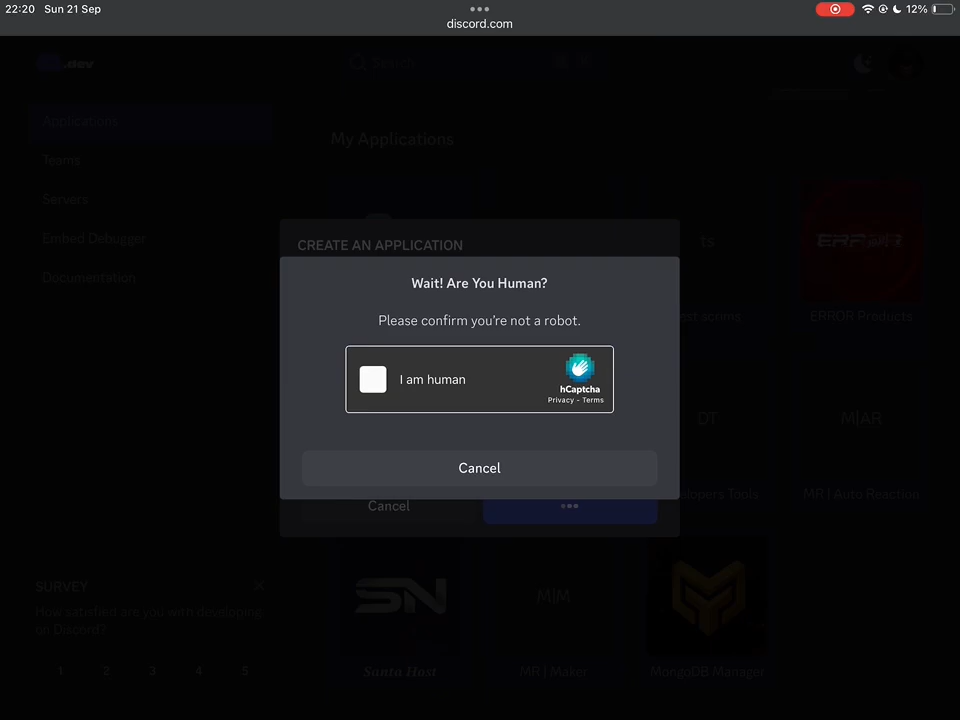 22:20 Sun 21 Sep
12%
discord.com
.dev
Search
Applications
My Applications
Teams
Servers
Embed Debugger
Documentation
CREATE AN APPLICATION
ts
ERROR
ERROR Products
Wait! Are You Human?
Please confirm you're not a robot.
I am human
hCaptcha
Privacy - Terms
DT
M|AR
Cancel
elopers Tools
MR | Auto Reaction
Cancel
SURVEY
How satisfied are you with developing
on Discord?
1 2 3 4 5
SN
M|M
Santa Host
MR | Maker
MongoDB Manager